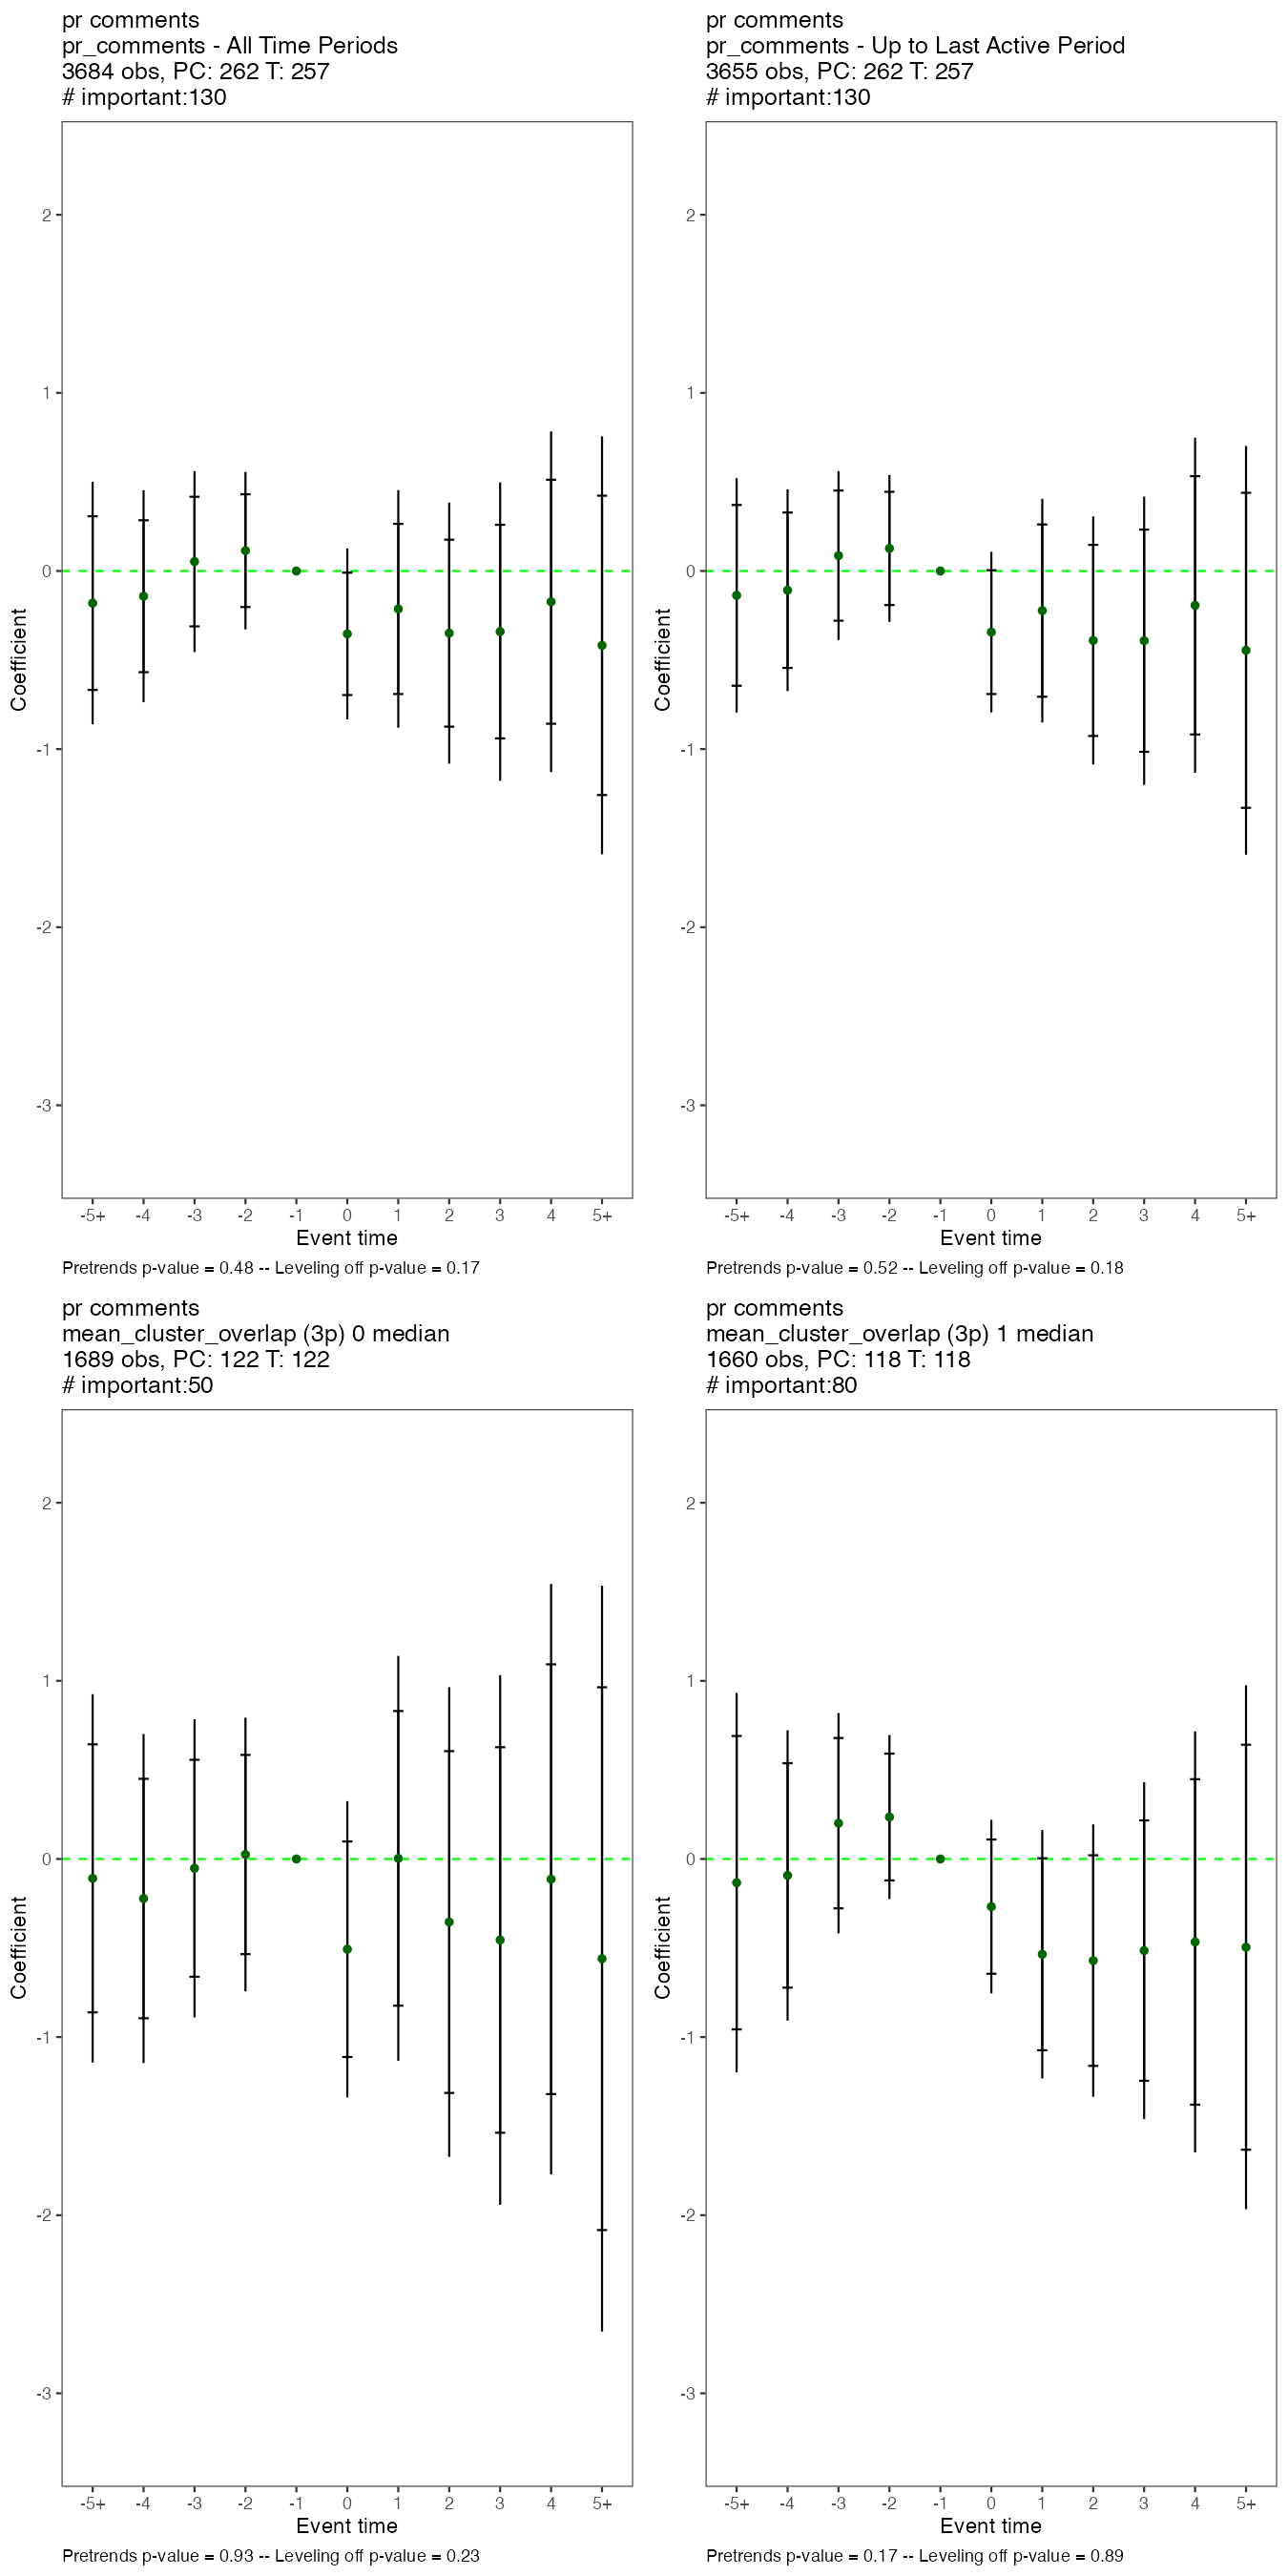 pr comments
pr_comments - All Time Periods
3684 obs, PC: 262 T: 257
# important:130
2
1
0
-1
-2
-3
Coefficient
-5+ -4 -3 -2 -1 0 1 2 3 4 5+
Event time
Pretrends p-value = 0.48 -- Leveling off p-value = 0.17
pr comments
pr_comments - Up to Last Active Period
3655 obs, PC: 262 T: 257
# important:130
2
1
0
-1
-2
-3
Coefficient
-5+ -4 -3 -2 -1 0 1 2 3 4 5+
Event time
Pretrends p-value = 0.52 -- Leveling off p-value = 0.18
pr comments
mean_cluster_overlap (3p) 0 median
1689 obs, PC: 122 T: 122
# important:50
2
1
0
-1
-2
-3
Coefficient
-5+ -4 -3 -2 -1 0 1 2 3 4 5+
Event time
Pretrends p-value = 0.93 -- Leveling off p-value = 0.23
pr comments
mean_cluster_overlap (3p) 1 median
1660 obs, PC: 118 T: 118
# important:80
2
1
0
-1
-2
-3
Coefficient
-5+ -4 -3 -2 -1 0 1 2 3 4 5+
Event time
Pretrends p-value = 0.17 -- Leveling off p-value = 0.89